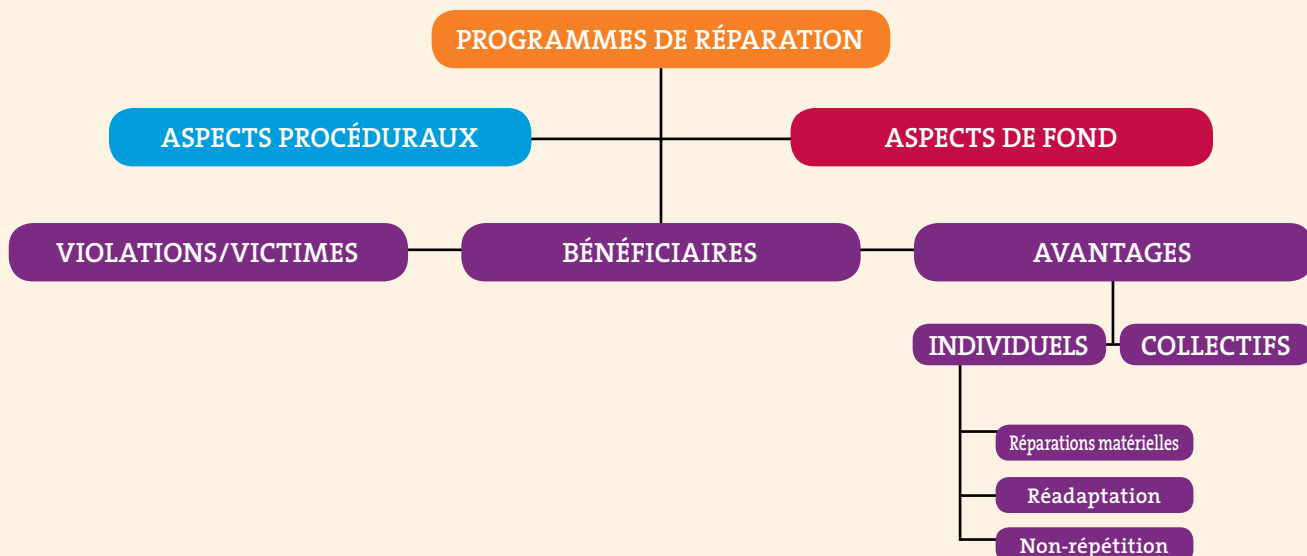 PROGRAMMES DE RÉPARATION
ASPECTS PROCÉDURAUX
ASPECTS DE FOND
VIOLATIONS/VICTIMES
BÉNÉFICIAIRES
AVANTAGES
INDIVIDUELS
COLLECTIFS
Réparations matérielles
Réadaptation
Non-répétition